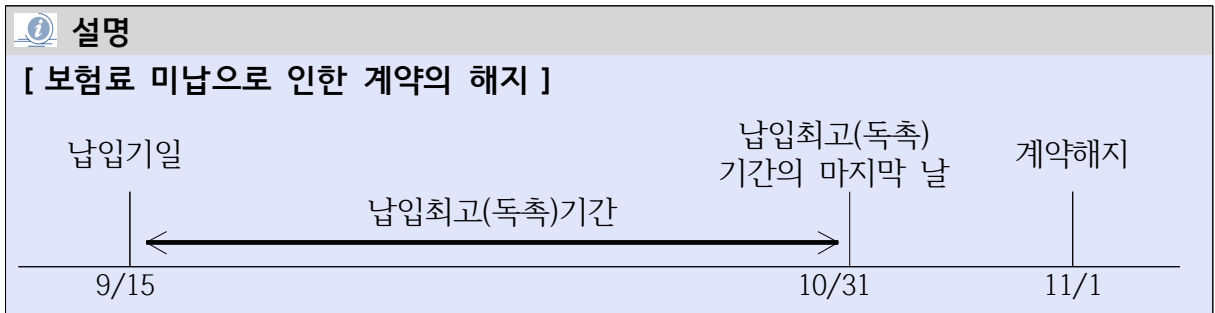 설명
[ 보험료 미납으로 인한 계약의 해지 ]
납입기일
납입최고(독촉)
기간의 마지막 날
계약해지
납입최고(독촉)기간
9/15
10/31
11/1